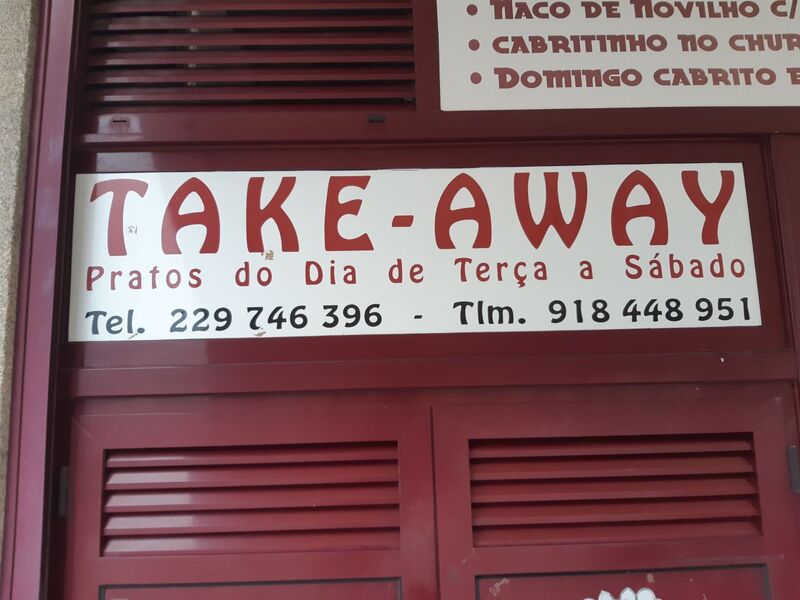 • Naco de Novilho c/
• cabritinho no chur
• Domingo cabrito e
TAKE-AWAY
Pratos do Dia de Terça a Sábado
Tel. 229 746 396 - Tlm. 918 448 951